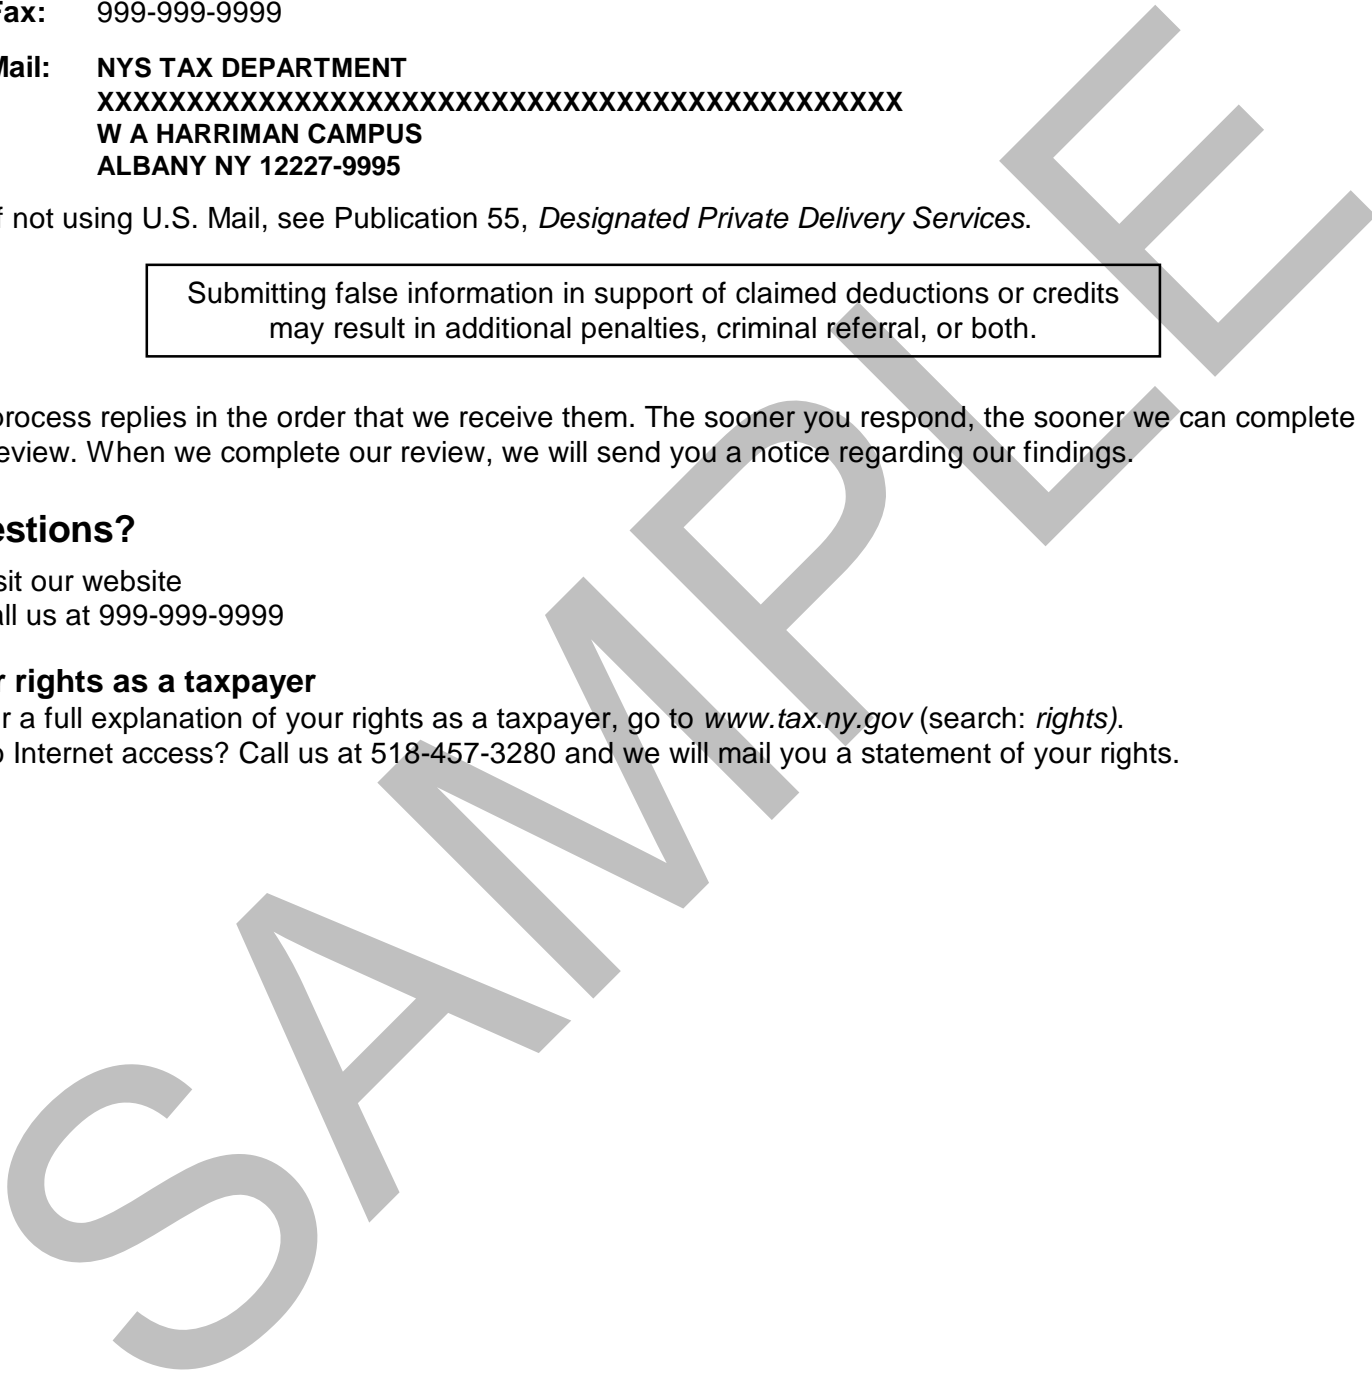 Fax: 999-999-9999
Mail: NYS TAX DEPARTMENT
XXXXXXXXXXXXXXXXXXXXXXXXXXXXXXXXXXXXXXXXXXXXX
W A HARRIMAN CAMPUS
ALBANY NY 12227-9995
f not using U.S. Mail, see Publication 55, Designated Private Delivery Services.
Submitting false information in support of claimed deductions or credits
may result in additional penalties, criminal referral, or both.
process replies in the order that we receive them. The sooner you respond, the sooner we can complete
eview. When we complete our review, we will send you a notice regarding our findings.
estions?
sit our website
all us at 999-999-9999
r rights as a taxpayer
r a full explanation of your rights as a taxpayer, go to www.tax.ny.gov (search: rights).
o Internet access? Call us at 518-457-3280 and we will mail you a statement of your rights.
SAMPLE